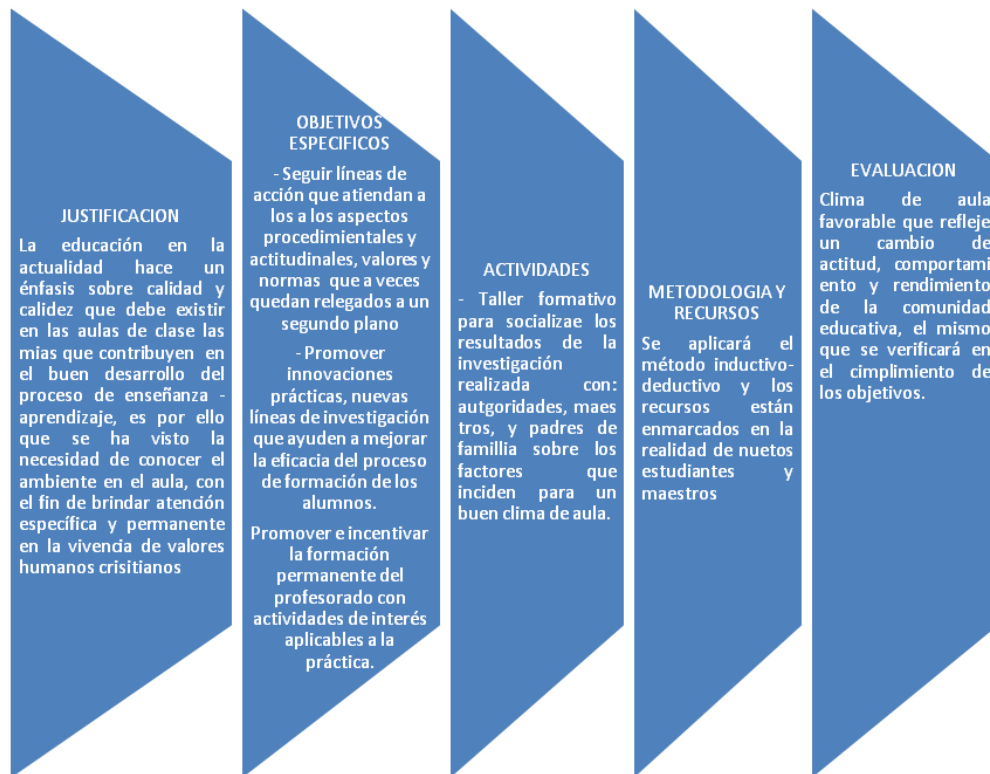 JUSTIFICACION
La educación en la
actualidad hace un
énfasis sobre calidad y
calidez que debe existir
en las aulas de clase las
mias que contribuyen en
el buen desarrollo del
proceso de enseñanza -
aprendizaje, es por ello
que se ha visto la
necesidad de conocer el
ambiente en el aula, con
el fin de brindar atención
específica y permanente
en la vivencia de valores
humanos crisitianos
OBJETIVOS
ESPECIFICOS
- Seguir líneas de
acción que atiendan a
los a los aspectos
procedimientales y
actitudinales, valores y
normas que a veces
quedan relegados a un
segundo plano
- Promover
innovaciones
prácticas, nuevas
líneas de investigación
que ayuden a mejorar
la eficacia del proceso
de formación de los
alumnos.
Promover e incentivar
la formación
permanente del
profesorado con
actividades de interés
aplicables a la
práctica.
ACTIVIDADES
- Taller formativo
para socializae los
resultados de la
investigación
realizada con:
autgoridades, maes
tros, y padres de
famillia sobre los
factores que
inciden para un
buen clima de aula.
METODOLOGIA Y
RECURSOS
Se aplicará el
método inductivo-
deductivo y los
recursos están
enmarcados en la
realidad de nuetos
estudiantes y
maestros
EVALUACION
Clima de aula
favorable que refleje
un cambio de
actitud, comportami
ento y rendimiento
de la comunidad
educativa, el mismo
que se verificará en
el cimplimiento de
los objetivos.